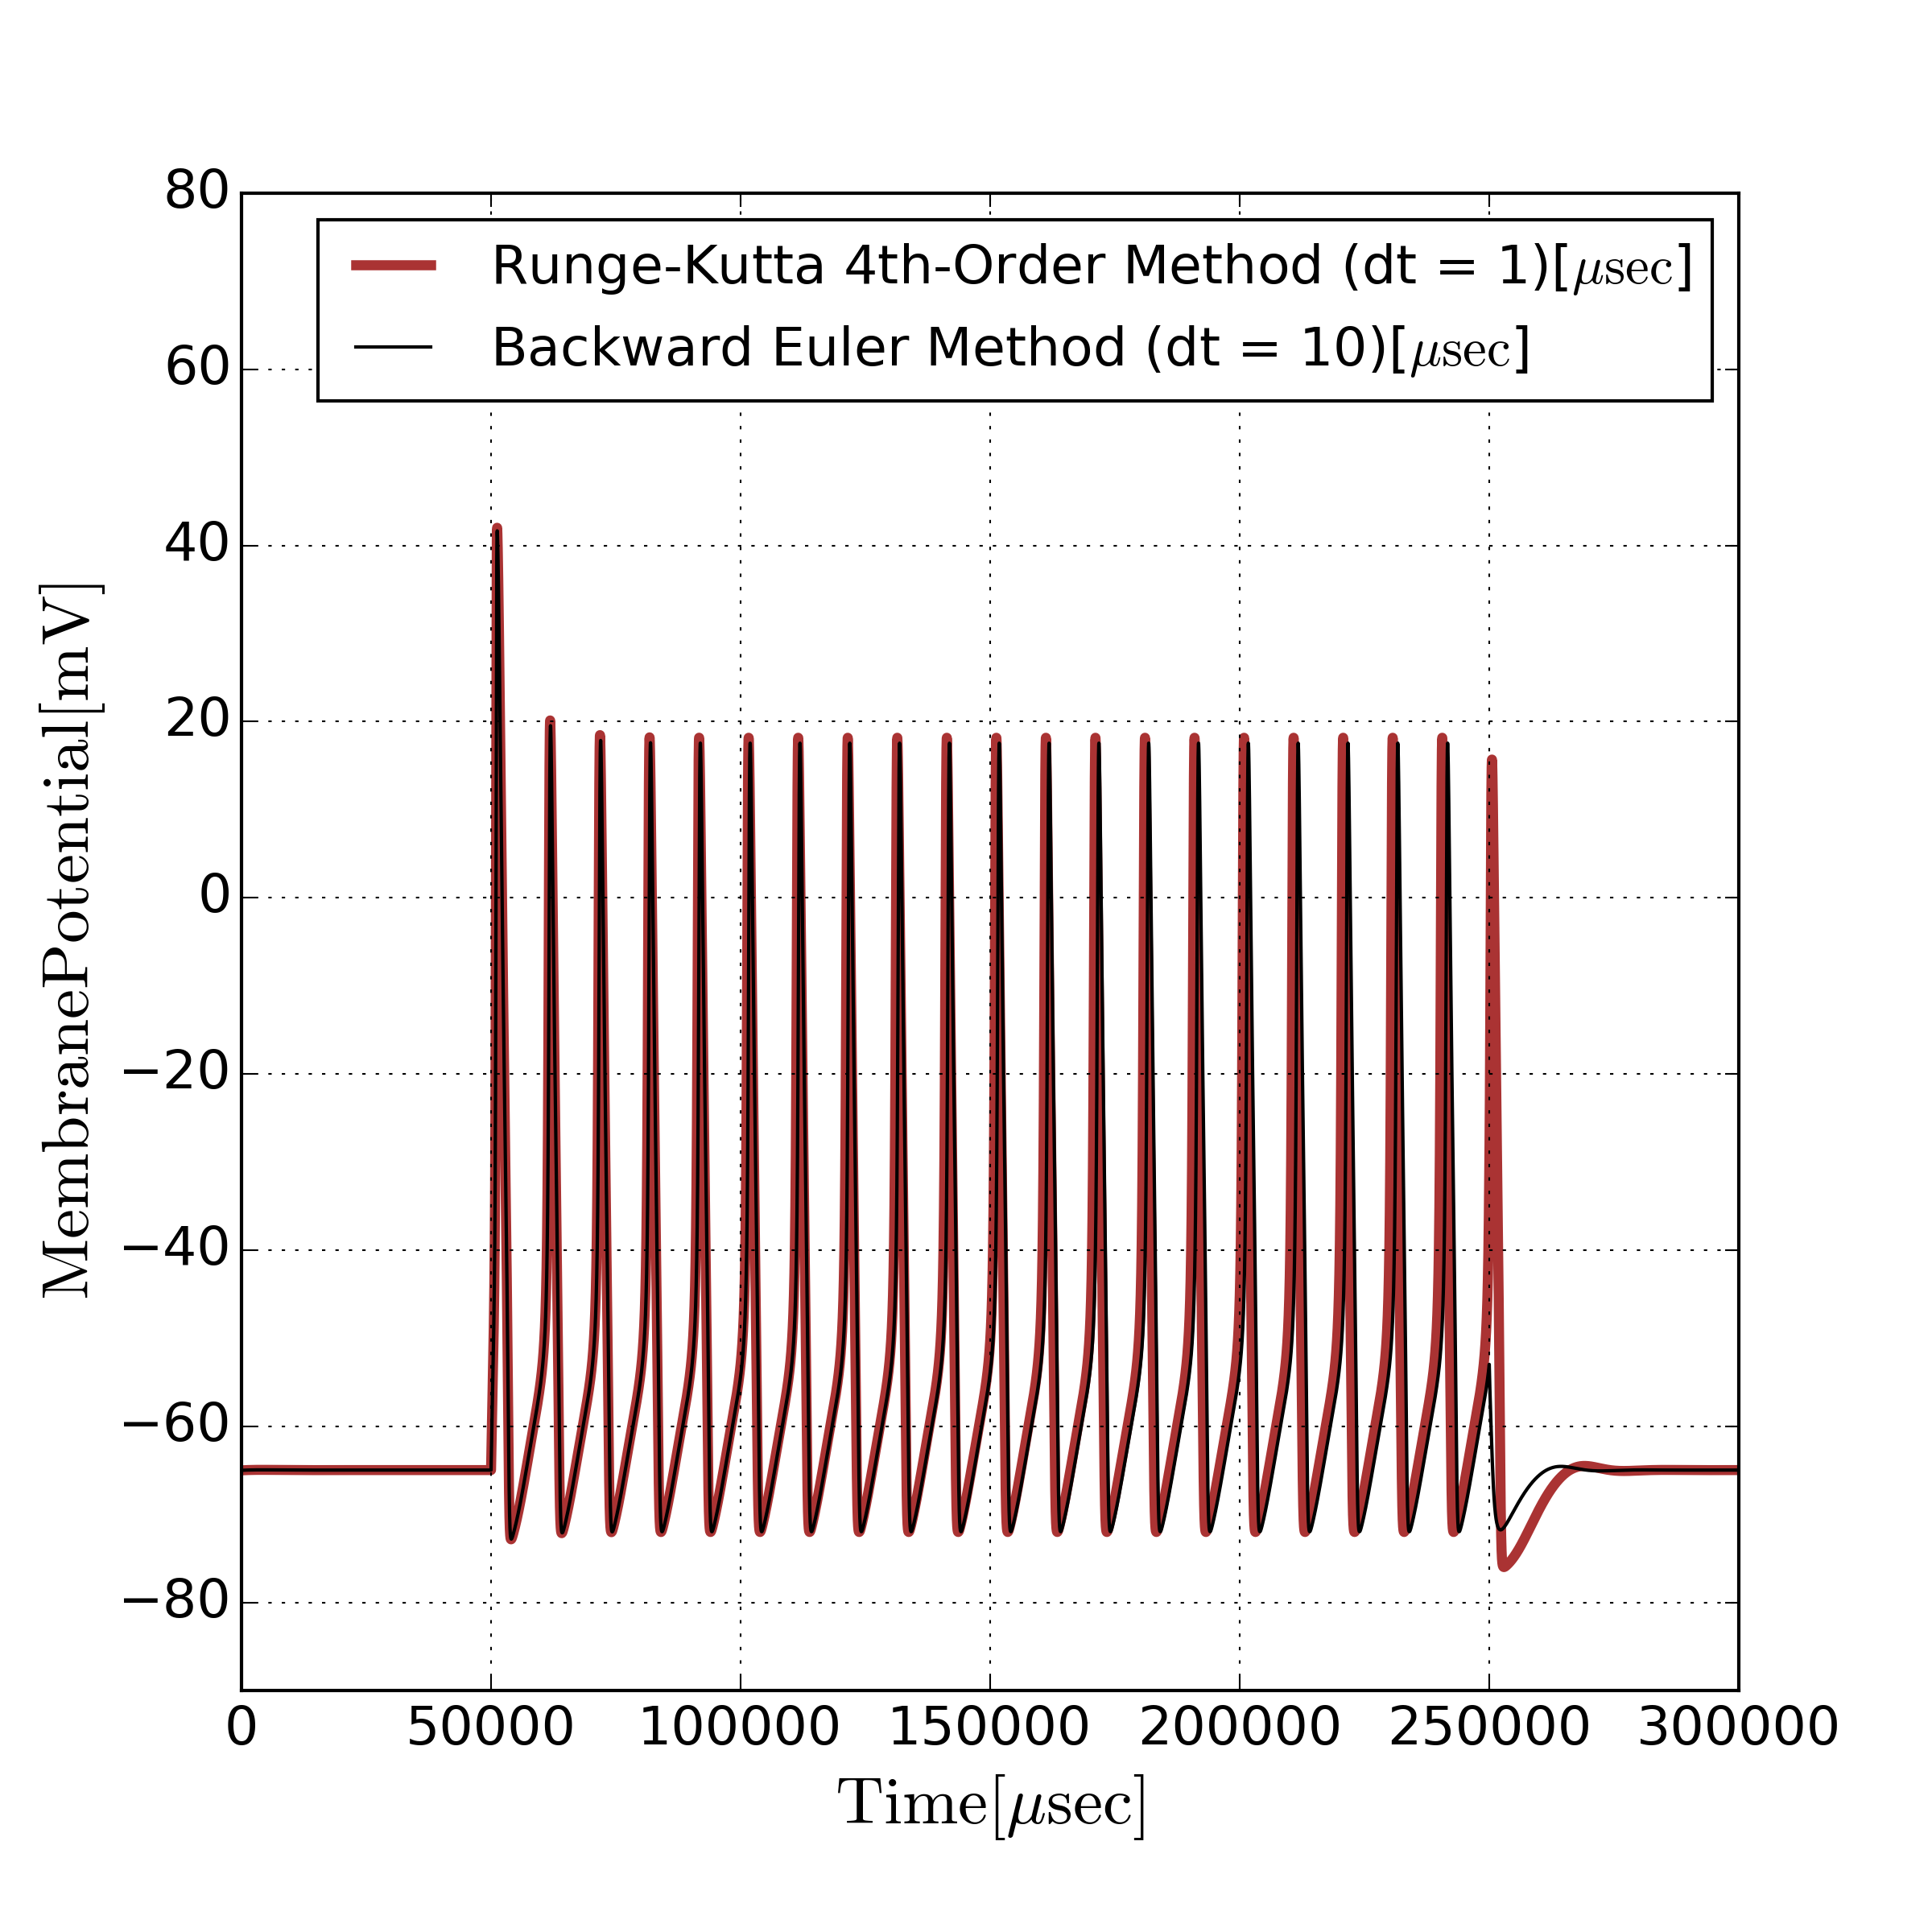 80
Runge-Kutta 4th-Order Method (dt = 1)[μsec]
Backward Euler Method (dt = 10)[μsec]
60
40
20
0
−20
−40
−60
−80
MembranePotential[mV]
0 50000 100000 150000 200000 250000 300000
Time[μsec]